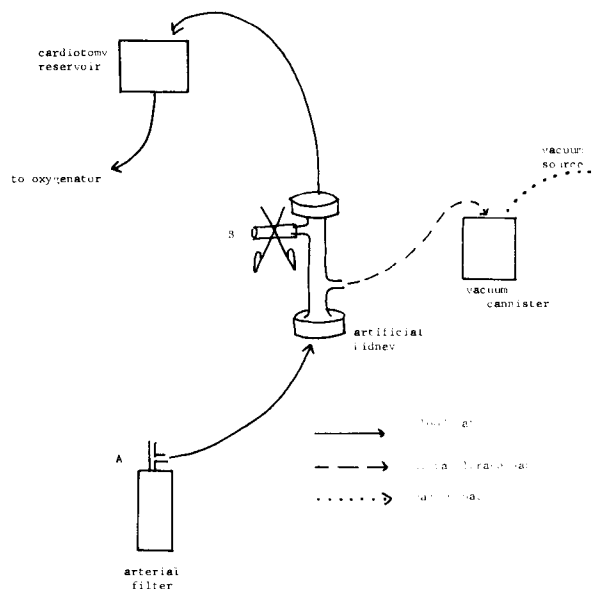 cardiotomy
reservoir
to oxygenator
vacuum
source
B
vacuum
cannister
artificial
kidney
A
arterial
filter